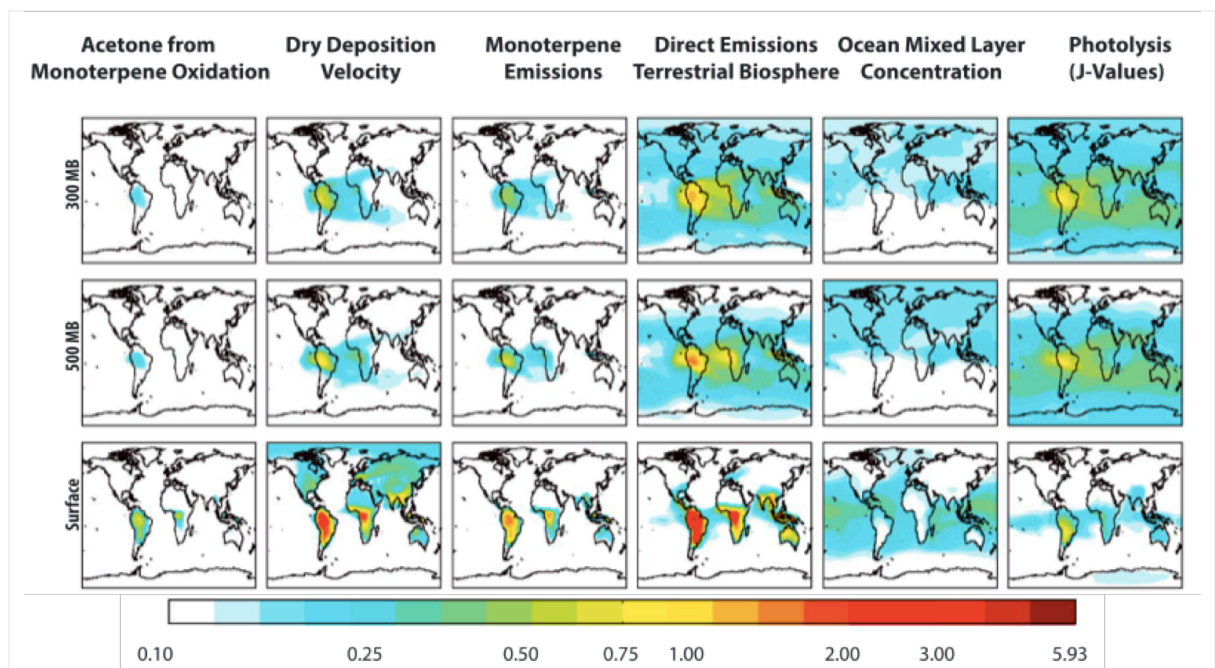 Acetone from
Monoterpene Oxidation
Dry Deposition
Velocity
Monoterpene
Emissions
Direct Emissions
Terrestrial Biosphere
Ocean Mixed Layer
Concentration
Photolysis
(J-Values)
300 MB
500 MB
Surface
0.10 0.25 0.50 0.75 1.00 2.00 3.00 5.93